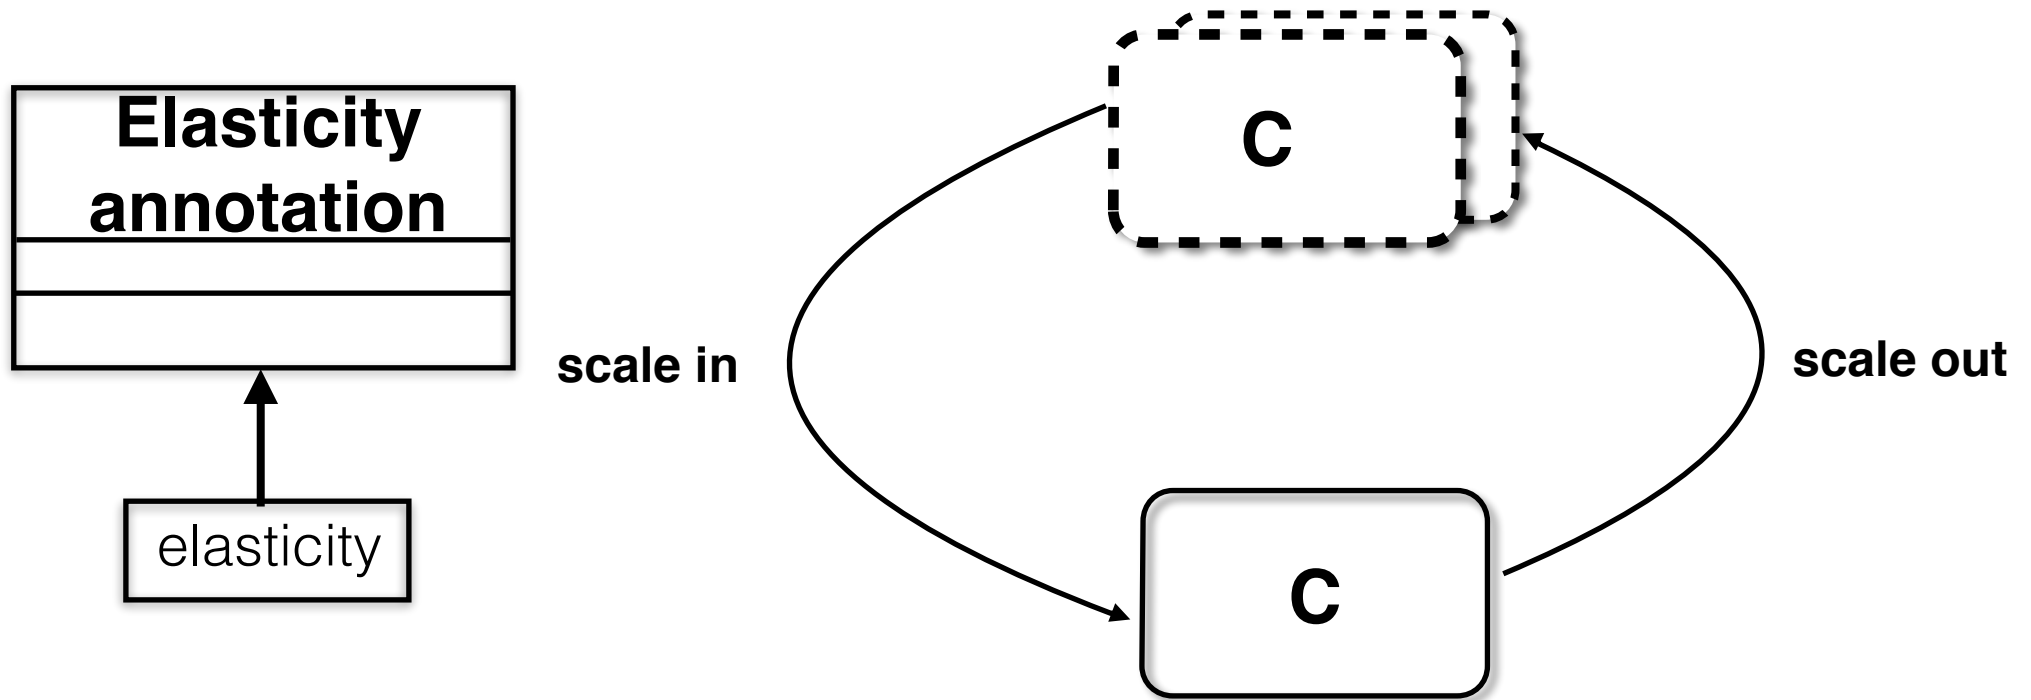 Elasticity
annotation
elasticity
scale in
C
C
scale out